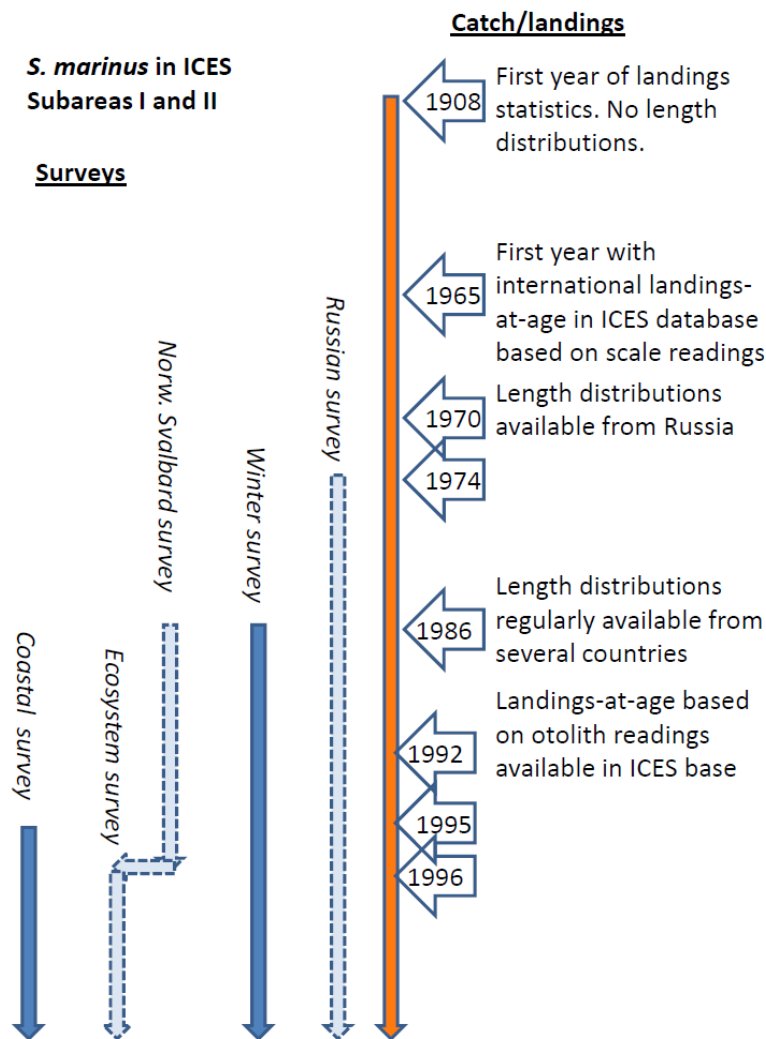 Catch/landings
S. marinus in ICES
Subareas I and II
Surveys
1908
First year of landings
statistics. No length
distributions.
1965
First year with
international landings-
at-age in ICES database
based on scale readings
1970
Length distributions
available from Russia
1974
1986
Length distributions
regularly available from
several countries
1992
Landings-at-age based
on otolith readings
available in ICES base
1995
1996
Coastal survey
Ecosystem survey
Norw. Svalbard survey
Winter survey
Russian survey